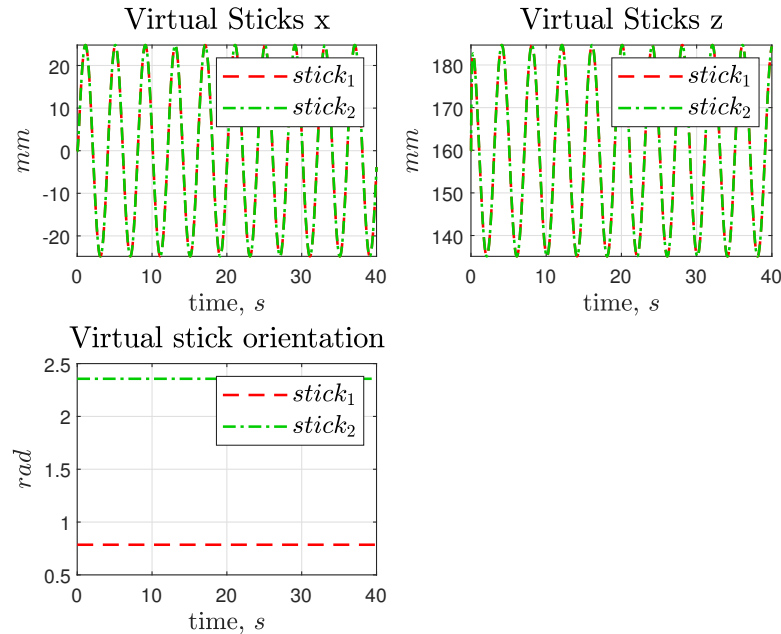 Virtual Sticks x
20
10
0
-10
-20
mm
0 10 20 30 40
time, s
stick₁
stick₂
Virtual Sticks z
180
170
160
150
140
mm
0 10 20 30 40
time, s
stick₁
stick₂
Virtual stick orientation
2.5
2
1.5
1
0.5
rad
0 10 20 30 40
time, s
stick₁
stick₂